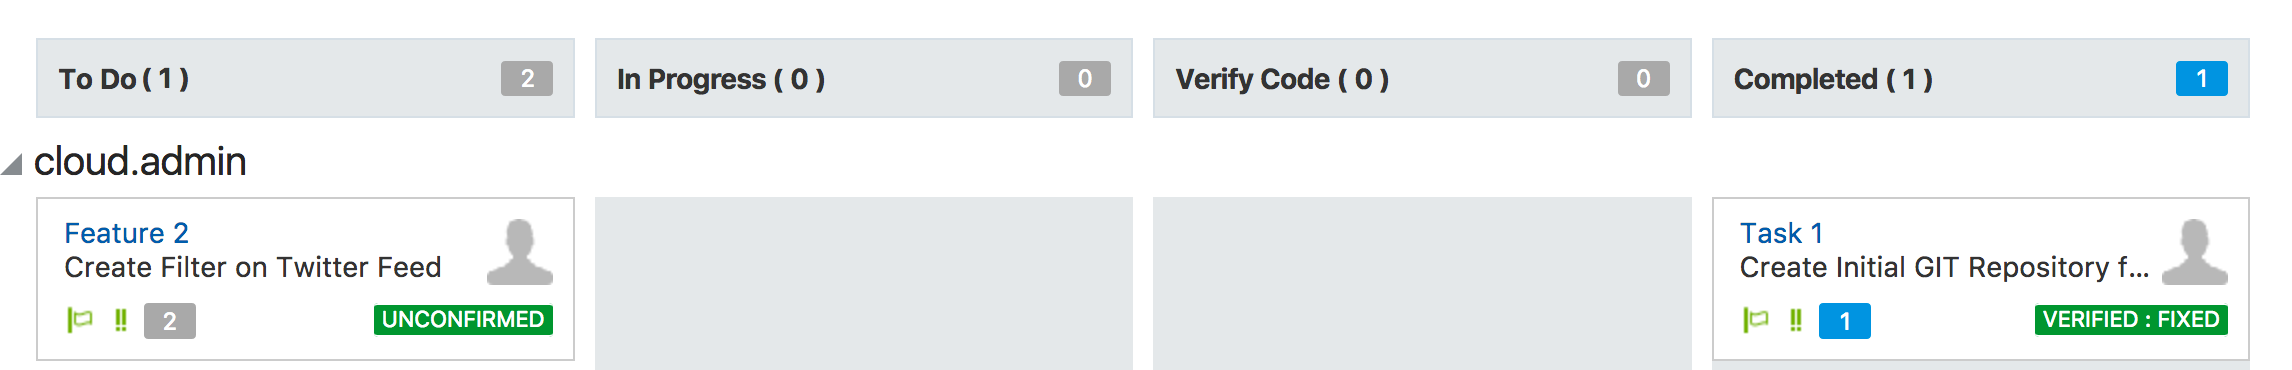 To Do ( 1 ) 2 In Progress ( 0 ) 0 Verify Code ( 0 ) 0 Completed ( 1 ) 1
cloud.admin
Feature 2
Create Filter on Twitter Feed
!! 2 UNCONFIRMED
Task 1
Create Initial GIT Repository f...
!! 1 VERIFIED : FIXED